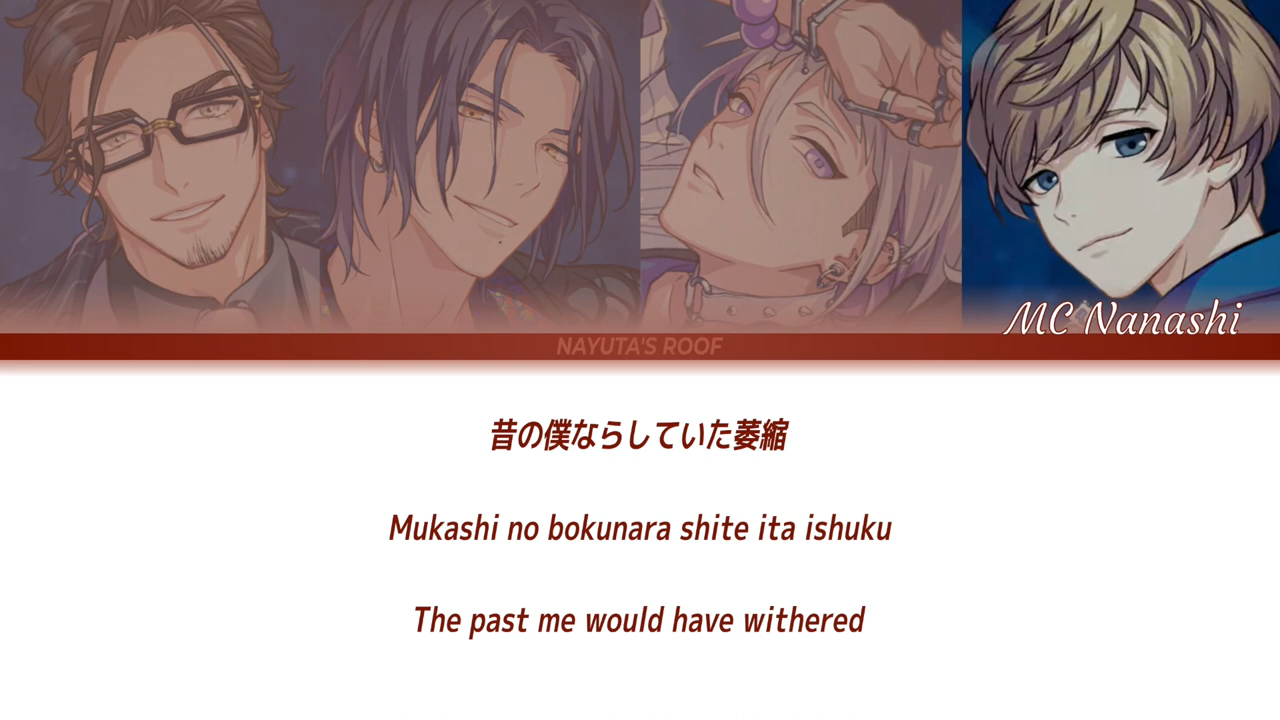 MC Nanashi
NAYUTA'S ROOF
昔の僕ならしていた萎縮
Mukashi no bokunara shite ita ishuku
The past me would have withered